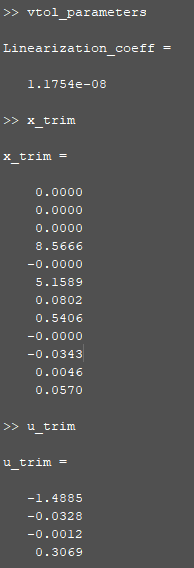 >> vtol_parameters
Linearization_coeff =
1.1754e-08
>> x_trim
x_trim =
0.0000
0.0000
0.0000
8.5666
-0.0000
5.1589
0.0802
0.5406
-0.0000
-0.0343
0.0046
0.0570
>> u_trim
u_trim =
-1.4885
-0.0328
-0.0012
0.3069